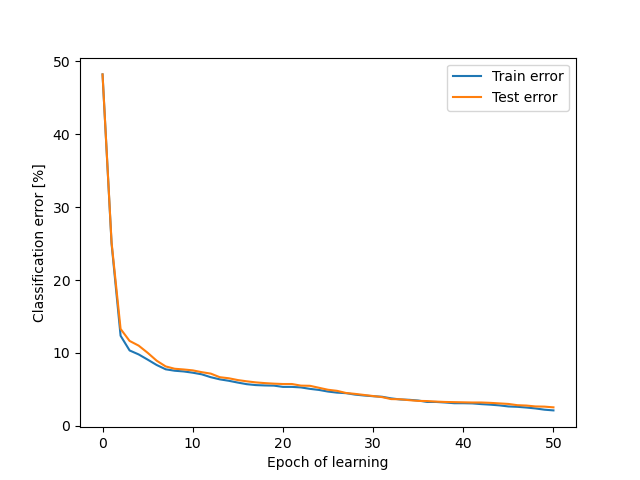 50
40
30
20
10
0
Classification error [%]
Train error
Test error
0 10 20 30 40 50
Epoch of learning